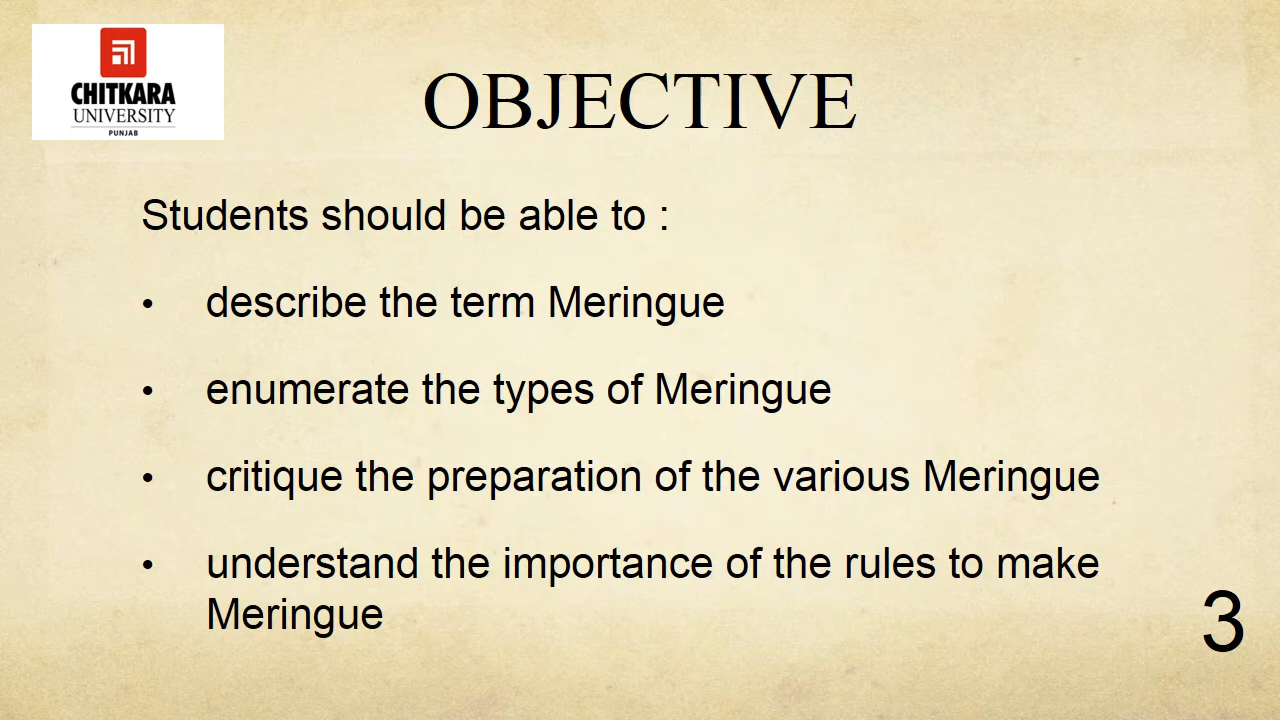 CHITKARA
UNIVERSITY
PUNJAB
OBJECTIVE
Students should be able to :
• describe the term Meringue
• enumerate the types of Meringue
• critique the preparation of the various Meringue
• understand the importance of the rules to make
Meringue
3